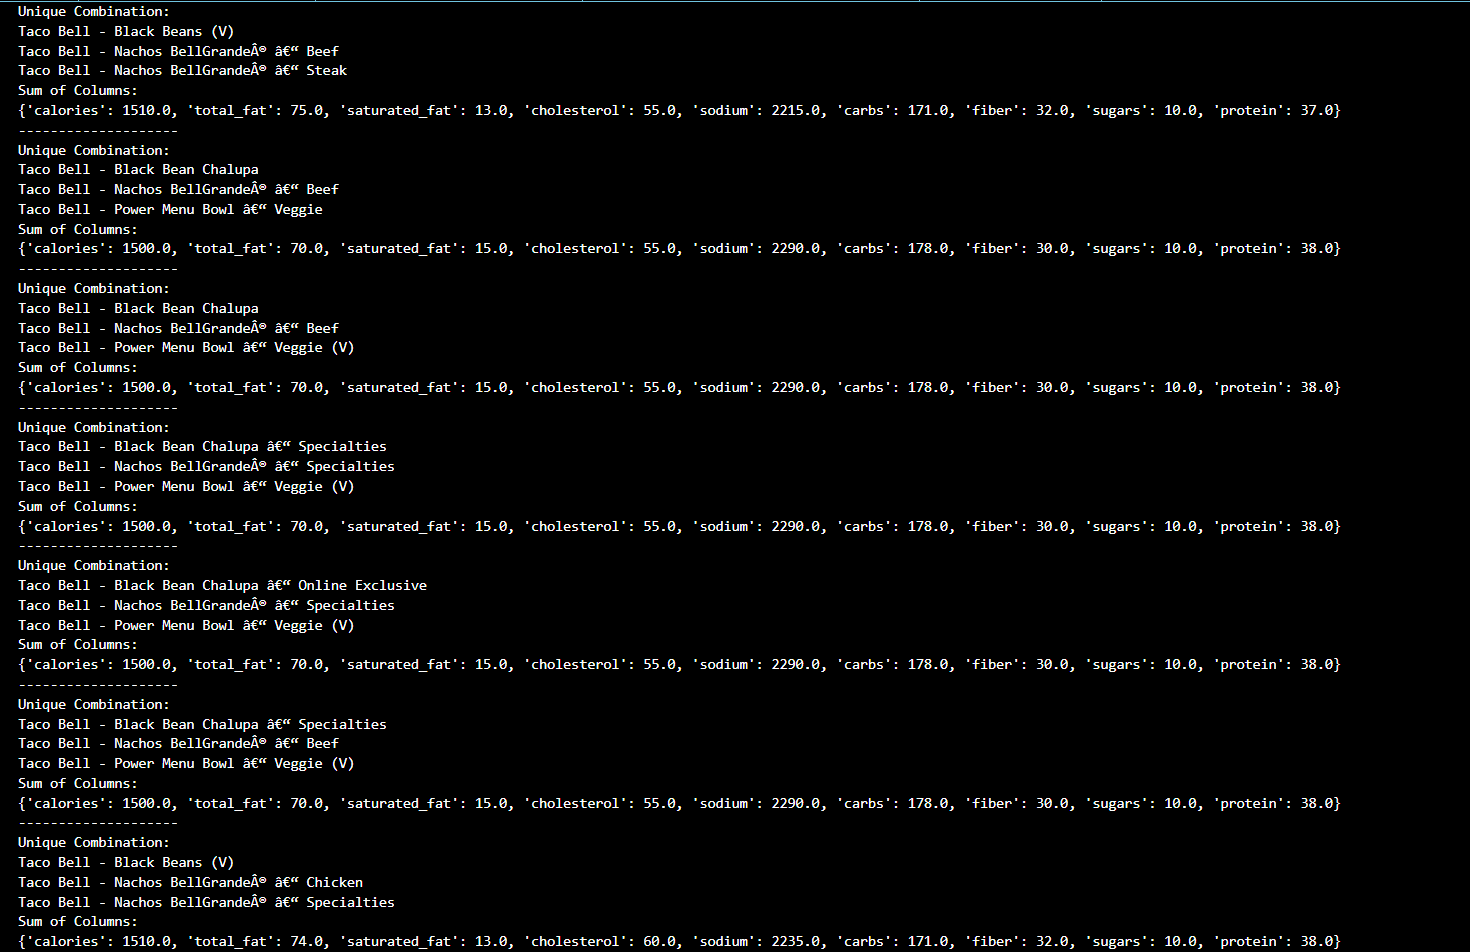 Unique Combination:
Taco Bell - Black Beans (V)
Taco Bell - Nachos BellGrandeÂ® â€“ Beef
Taco Bell - Nachos BellGrandeÂ® â€“ Steak
Sum of Columns:
{'calories': 1510.0, 'total_fat': 75.0, 'saturated_fat': 13.0, 'cholesterol': 55.0, 'sodium': 2215.0, 'carbs': 171.0, 'fiber': 32.0, 'sugars': 10.0, 'protein': 37.0}
--------------------
Unique Combination:
Taco Bell - Black Bean Chalupa
Taco Bell - Nachos BellGrandeÂ® â€“ Beef
Taco Bell - Power Menu Bowl â€“ Veggie
Sum of Columns:
{'calories': 1500.0, 'total_fat': 70.0, 'saturated_fat': 15.0, 'cholesterol': 55.0, 'sodium': 2290.0, 'carbs': 178.0, 'fiber': 30.0, 'sugars': 10.0, 'protein': 38.0}
--------------------
Unique Combination:
Taco Bell - Black Bean Chalupa
Taco Bell - Nachos BellGrandeÂ® â€“ Beef
Taco Bell - Power Menu Bowl â€“ Veggie (V)
Sum of Columns:
{'calories': 1500.0, 'total_fat': 70.0, 'saturated_fat': 15.0, 'cholesterol': 55.0, 'sodium': 2290.0, 'carbs': 178.0, 'fiber': 30.0, 'sugars': 10.0, 'protein': 38.0}
--------------------
Unique Combination:
Taco Bell - Black Bean Chalupa â€“ Specialties
Taco Bell - Nachos BellGrandeÂ® â€“ Specialties
Taco Bell - Power Menu Bowl â€“ Veggie (V)
Sum of Columns:
{'calories': 1500.0, 'total_fat': 70.0, 'saturated_fat': 15.0, 'cholesterol': 55.0, 'sodium': 2290.0, 'carbs': 178.0, 'fiber': 30.0, 'sugars': 10.0, 'protein': 38.0}
--------------------
Unique Combination:
Taco Bell - Black Bean Chalupa â€“ Online Exclusive
Taco Bell - Nachos BellGrandeÂ® â€“ Specialties
Taco Bell - Power Menu Bowl â€“ Veggie (V)
Sum of Columns:
{'calories': 1500.0, 'total_fat': 70.0, 'saturated_fat': 15.0, 'cholesterol': 55.0, 'sodium': 2290.0, 'carbs': 178.0, 'fiber': 30.0, 'sugars': 10.0, 'protein': 38.0}
--------------------
Unique Combination:
Taco Bell - Black Bean Chalupa â€“ Specialties
Taco Bell - Nachos BellGrandeÂ® â€“ Beef
Taco Bell - Power Menu Bowl â€“ Veggie (V)
Sum of Columns:
{'calories': 1500.0, 'total_fat': 70.0, 'saturated_fat': 15.0, 'cholesterol': 55.0, 'sodium': 2290.0, 'carbs': 178.0, 'fiber': 30.0, 'sugars': 10.0, 'protein': 38.0}
--------------------
Unique Combination:
Taco Bell - Black Beans (V)
Taco Bell - Nachos BellGrandeÂ® â€“ Chicken
Taco Bell - Nachos BellGrandeÂ® â€“ Specialties
Sum of Columns:
{'calories': 1510.0, 'total_fat': 74.0, 'saturated_fat': 13.0, 'cholesterol': 60.0, 'sodium': 2235.0, 'carbs': 171.0, 'fiber': 32.0, 'sugars': 10.0, 'protein': 38.0}